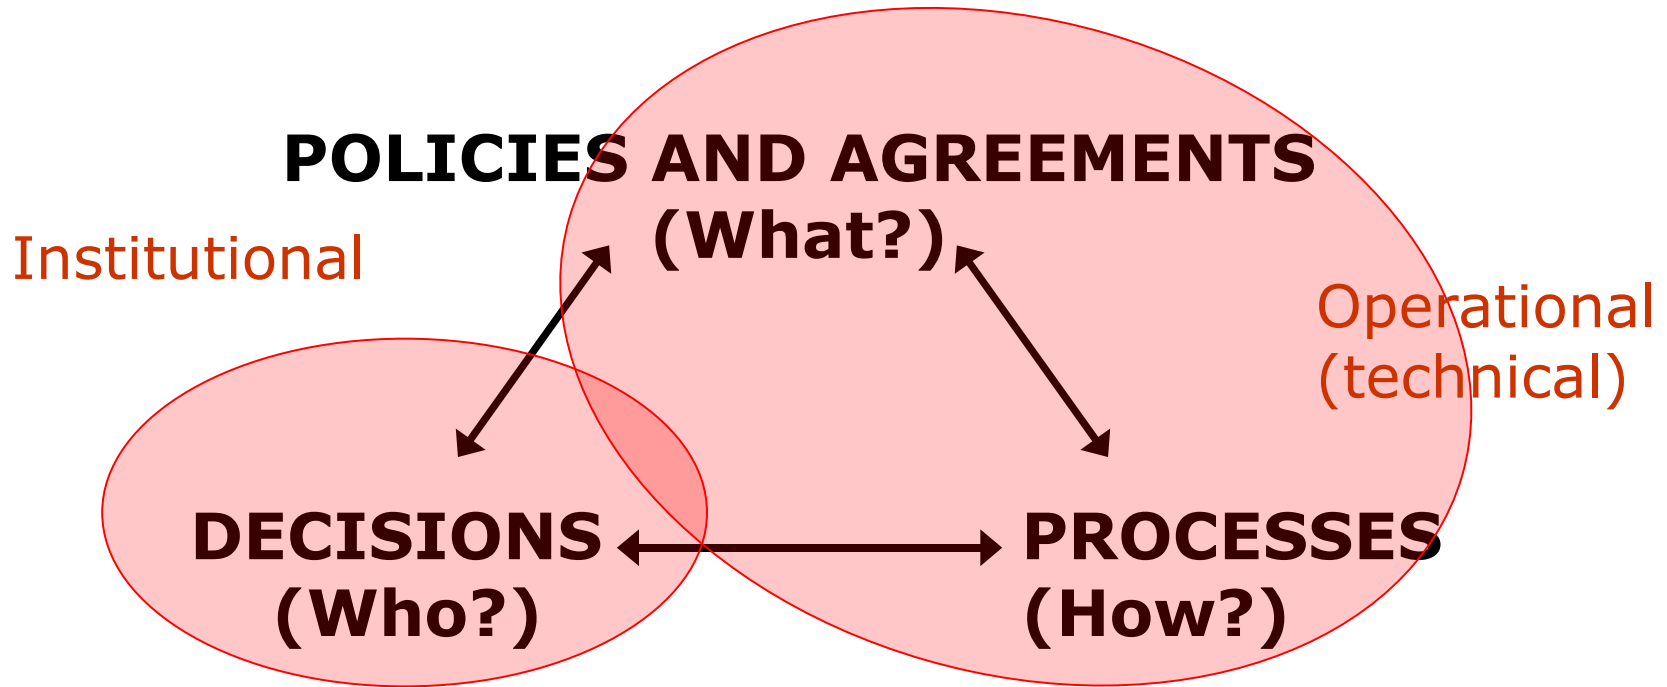 POLICIES AND AGREEMENTS
(What?)
Institutional
Operational
(technical)
DECISIONS
(Who?)
PROCESSES
(How?)